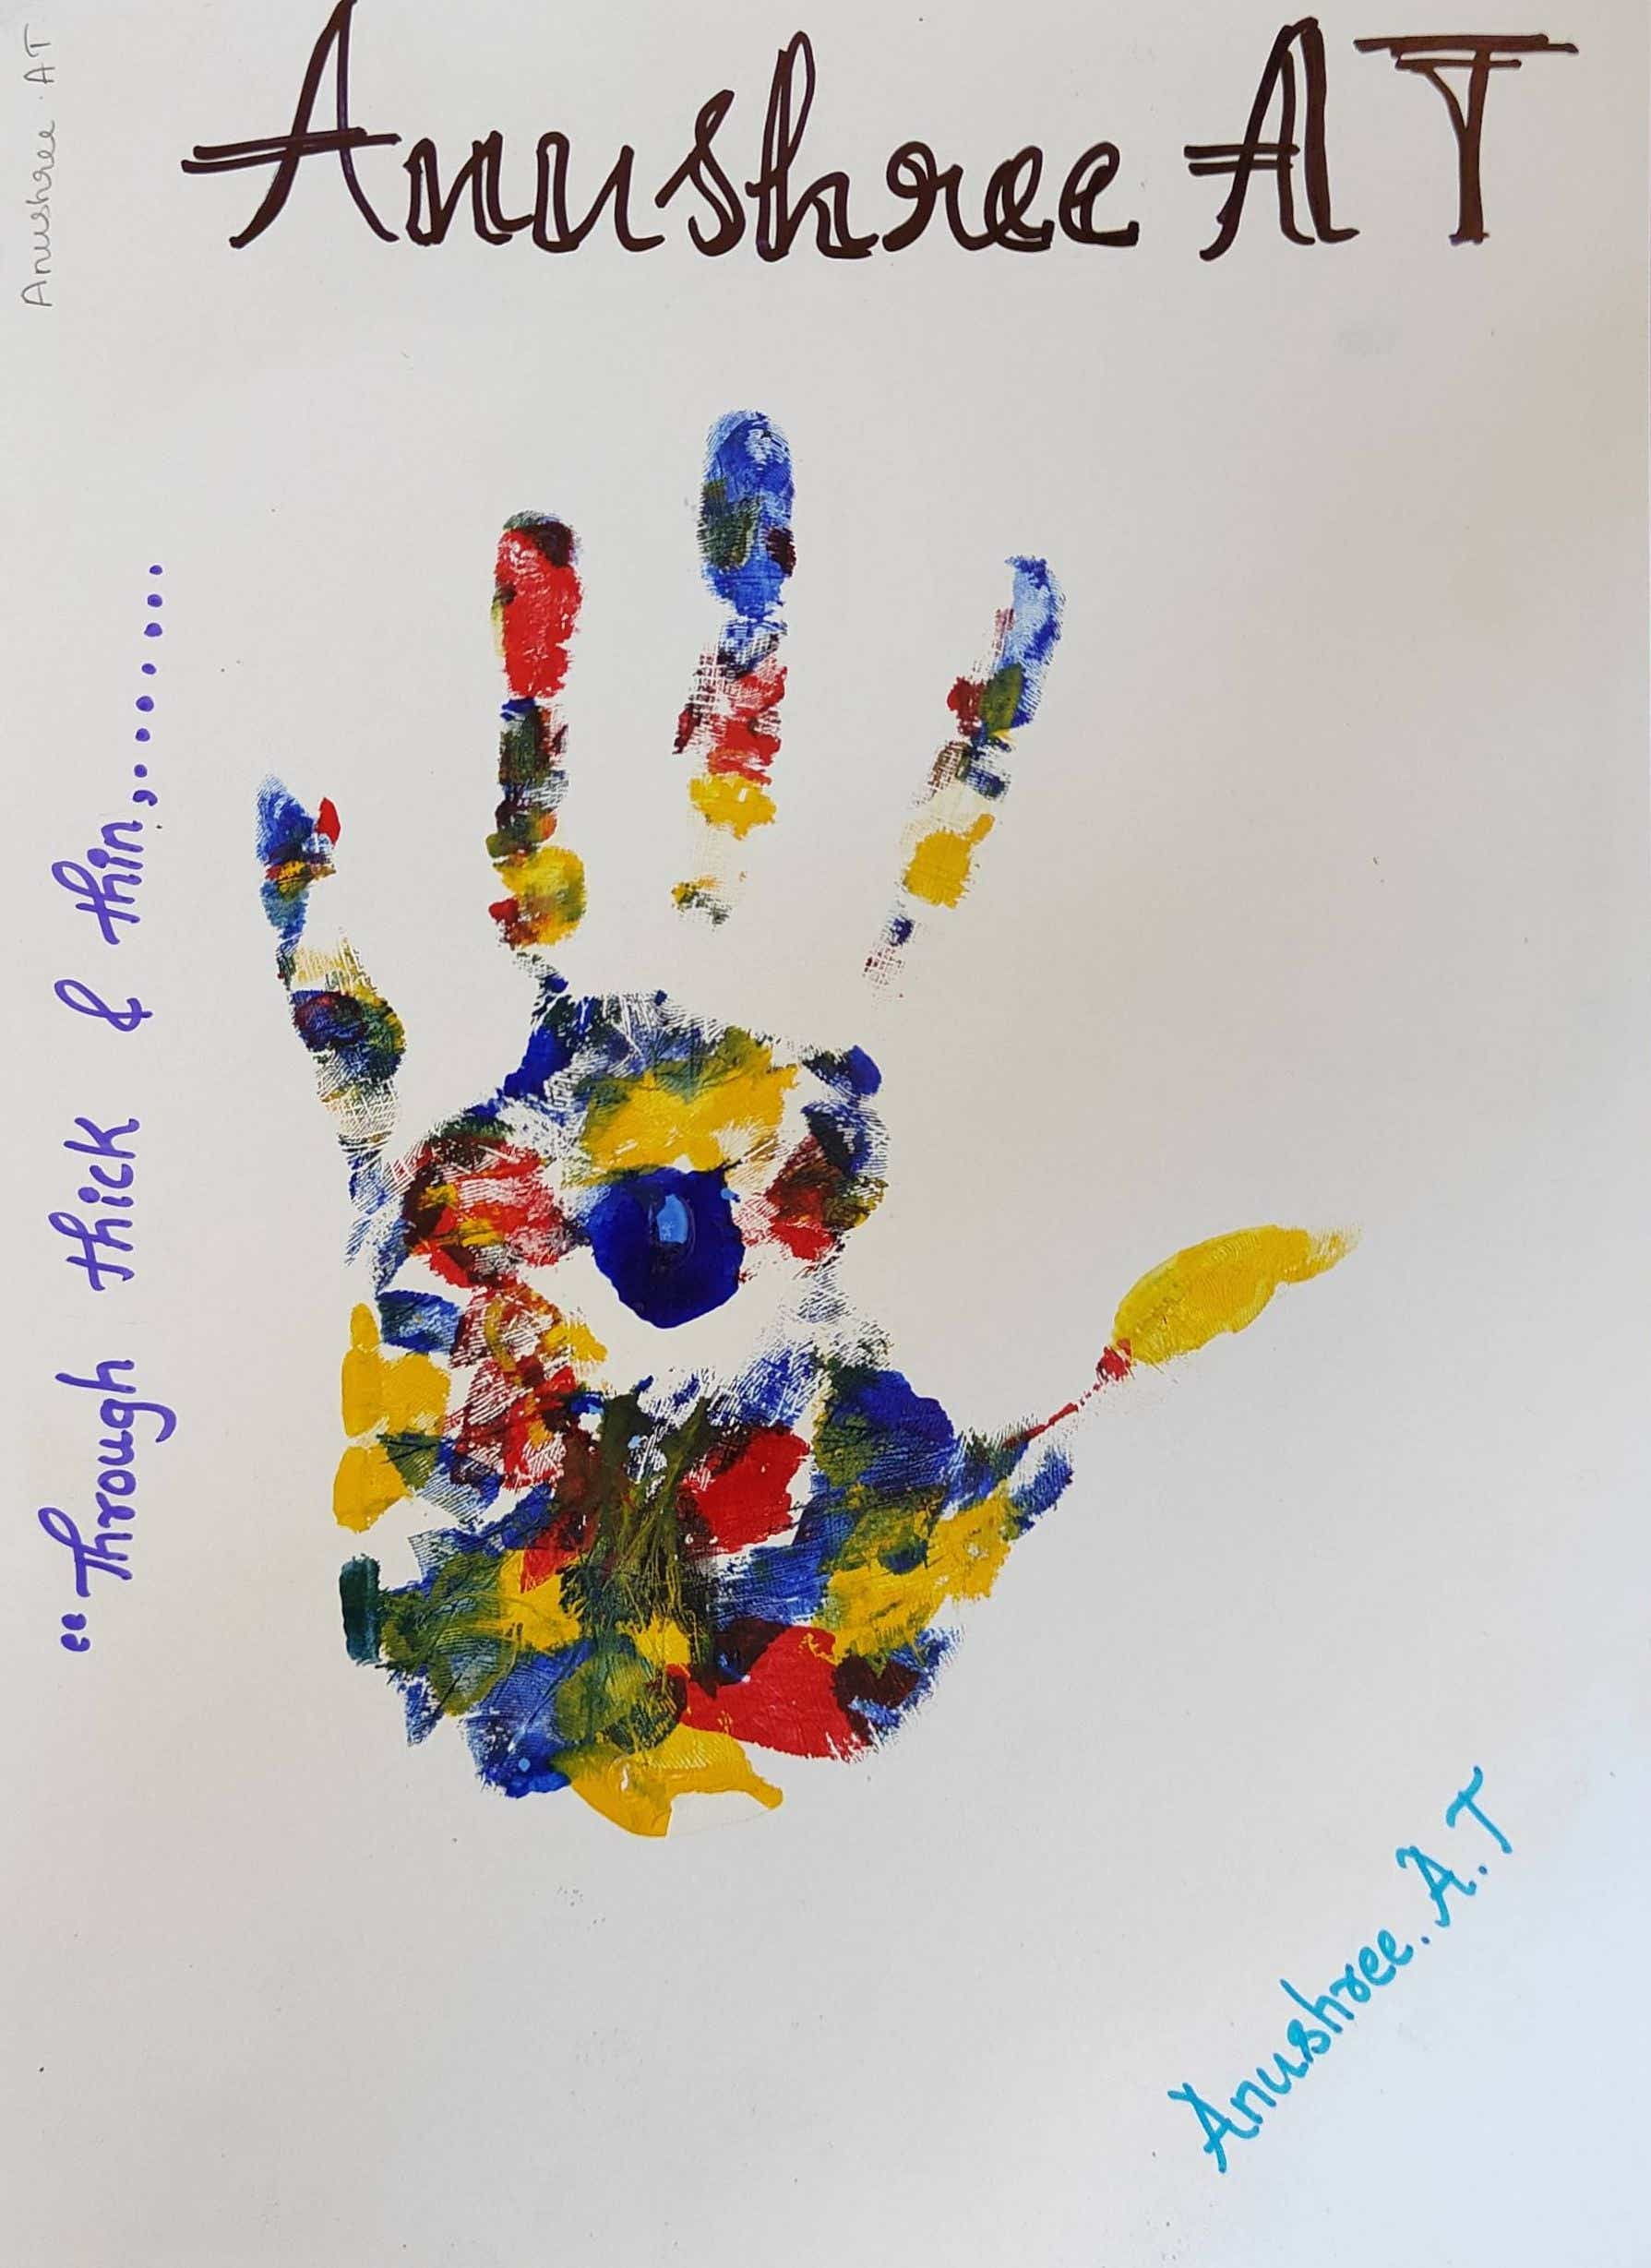 Anushree AT
Anushree . AT
“Through thick & thin,.......
Anushree. A.T